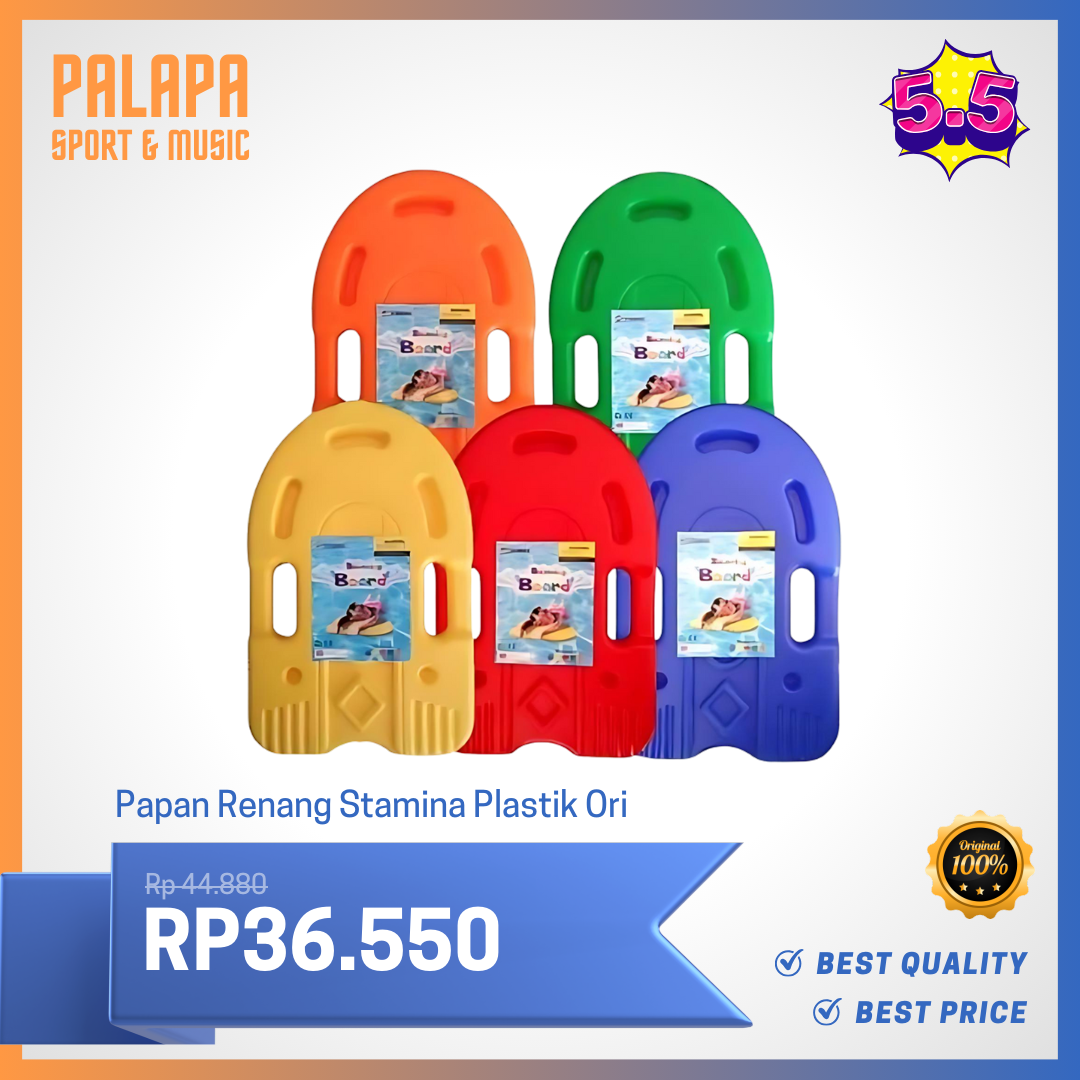 PALAPA
SPORT & MUSIC
5.5
Board
Board
Board
Board
Board
Papan Renang Stamina Plastik Ori
Rp 44.880
RP36.550
Original
100%
BEST QUALITY
BEST PRICE